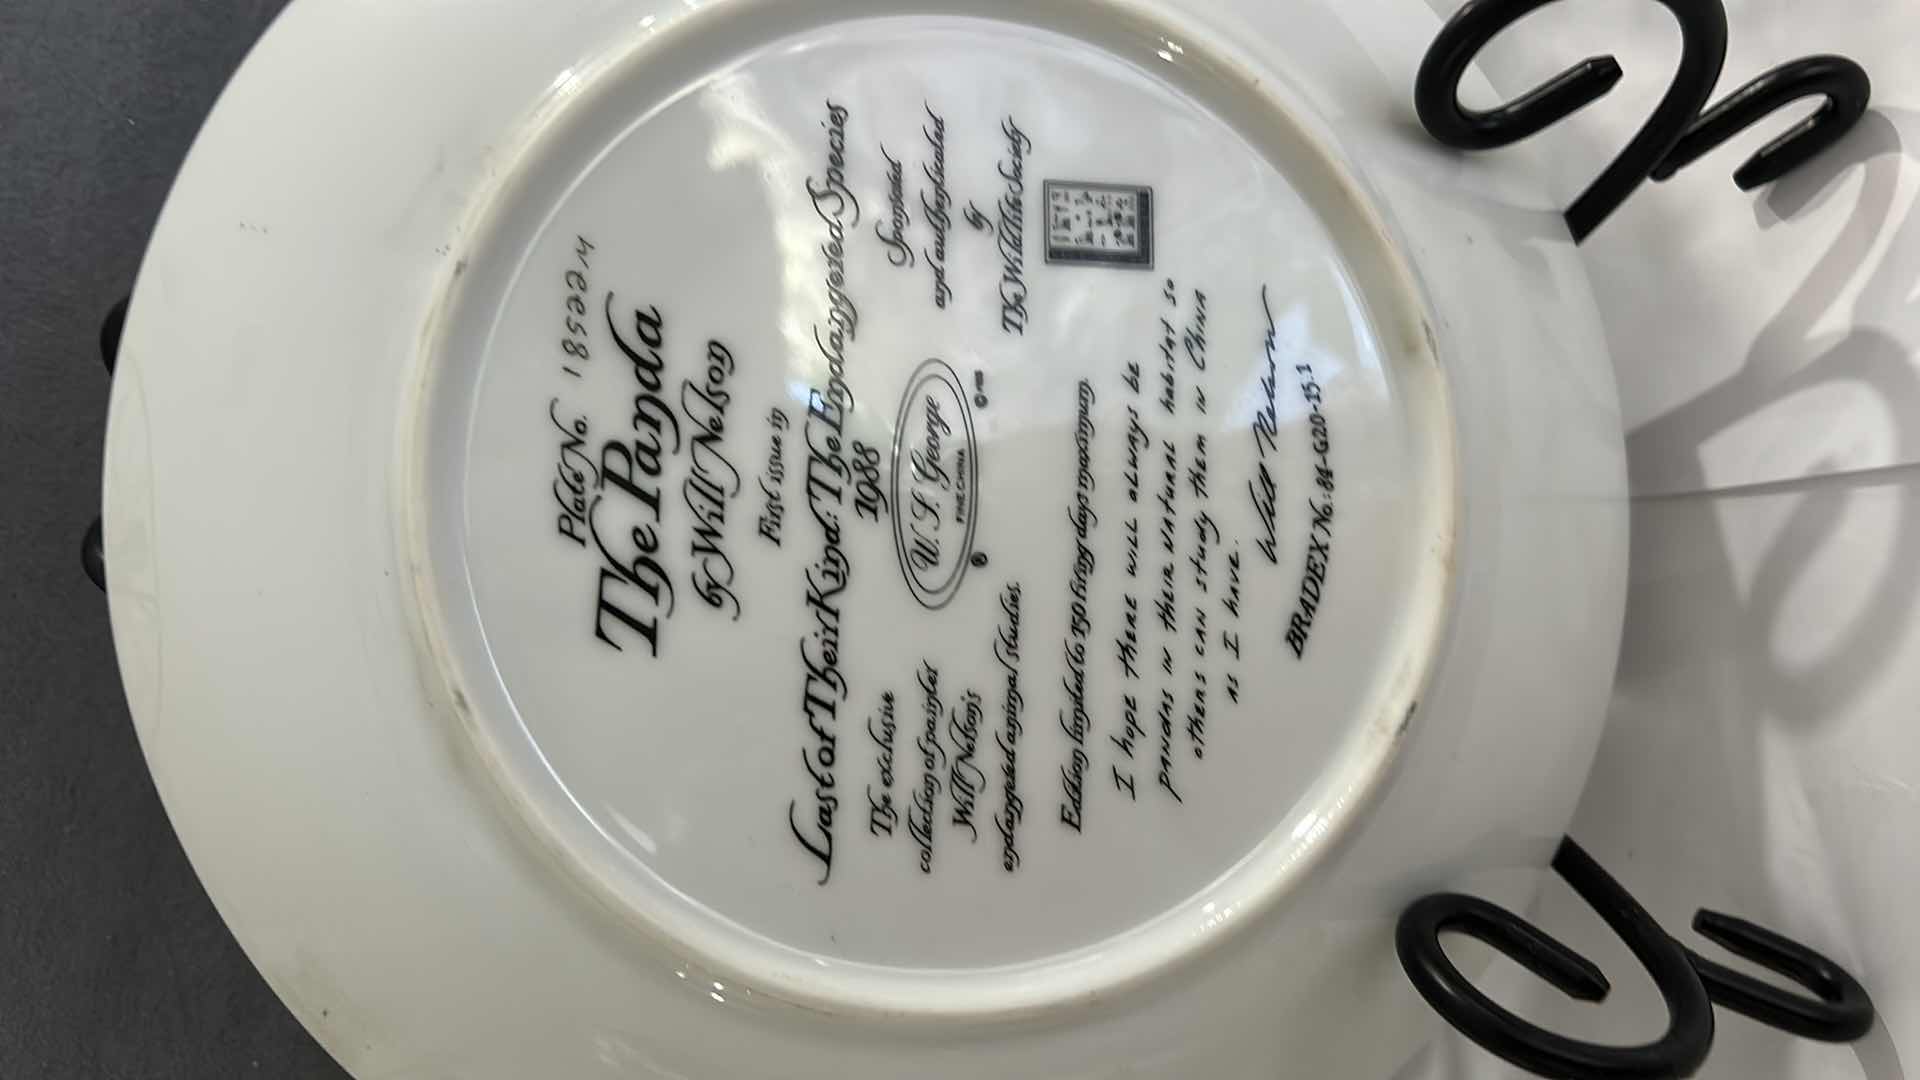 Plate No. 18522M
The Panda
by Will Nelson
First issue in
Last of Their Kind: The Endangered Species
1988
The exclusive
collection of painter
Will Nelson's
endangered animal studies.
W. S. George
FINE CHINA
®
Sponsored
and authenticated
by
The Wildlife Society
Edition limited to 150 firing days maximum.
I hope there will always be
pandas in their natural habitat so
others can study them in China
as I have.
Will Nelson
BRADEX No.: 84-G20-15.1